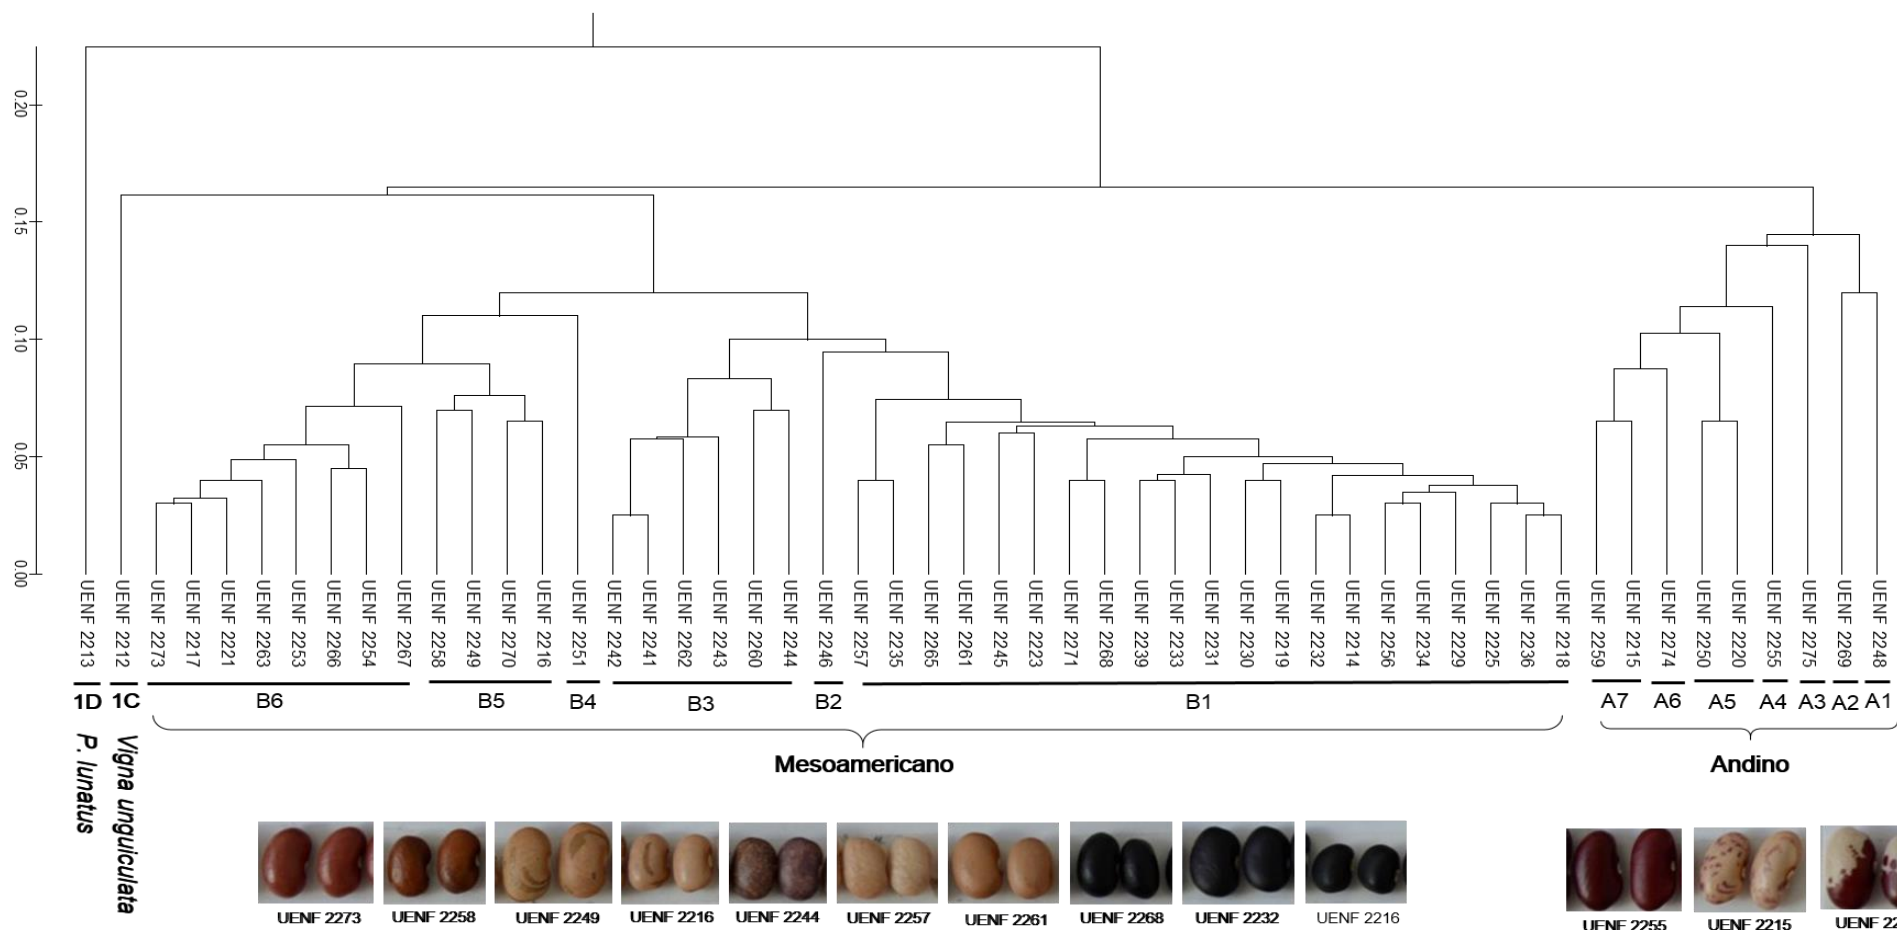 0.20
0.15
0.10
0.05
0.00
UENF 2213
UENF 2212
UENF 2273
UENF 2217
UENF 2221
UENF 2263
UENF 2253
UENF 2266
UENF 2254
UENF 2267
UENF 2258
UENF 2249
UENF 2270
UENF 2216
UENF 2251
UENF 2242
UENF 2241
UENF 2262
UENF 2243
UENF 2260
UENF 2244
UENF 2246
UENF 2257
UENF 2235
UENF 2265
UENF 2261
UENF 2245
UENF 2223
UENF 2271
UENF 2268
UENF 2239
UENF 2233
UENF 2231
UENF 2230
UENF 2219
UENF 2232
UENF 2214
UENF 2256
UENF 2234
UENF 2229
UENF 2225
UENF 2236
UENF 2218
UENF 2259
UENF 2215
UENF 2274
UENF 2250
UENF 2220
UENF 2255
UENF 2275
UENF 2269
UENF 2248
1D 1C B6 B5 B4 B3 B2 B1 A7 A6 A5 A4 A3 A2 A1
P. lunatus
Vigna unguiculata
Mesoamericano
Andino
UENF 2273 UENF 2258 UENF 2249 UENF 2216 UENF 2244 UENF 2257 UENF 2261 UENF 2268 UENF 2232 UENF 2216 UENF 2255 UENF 2215 UENF